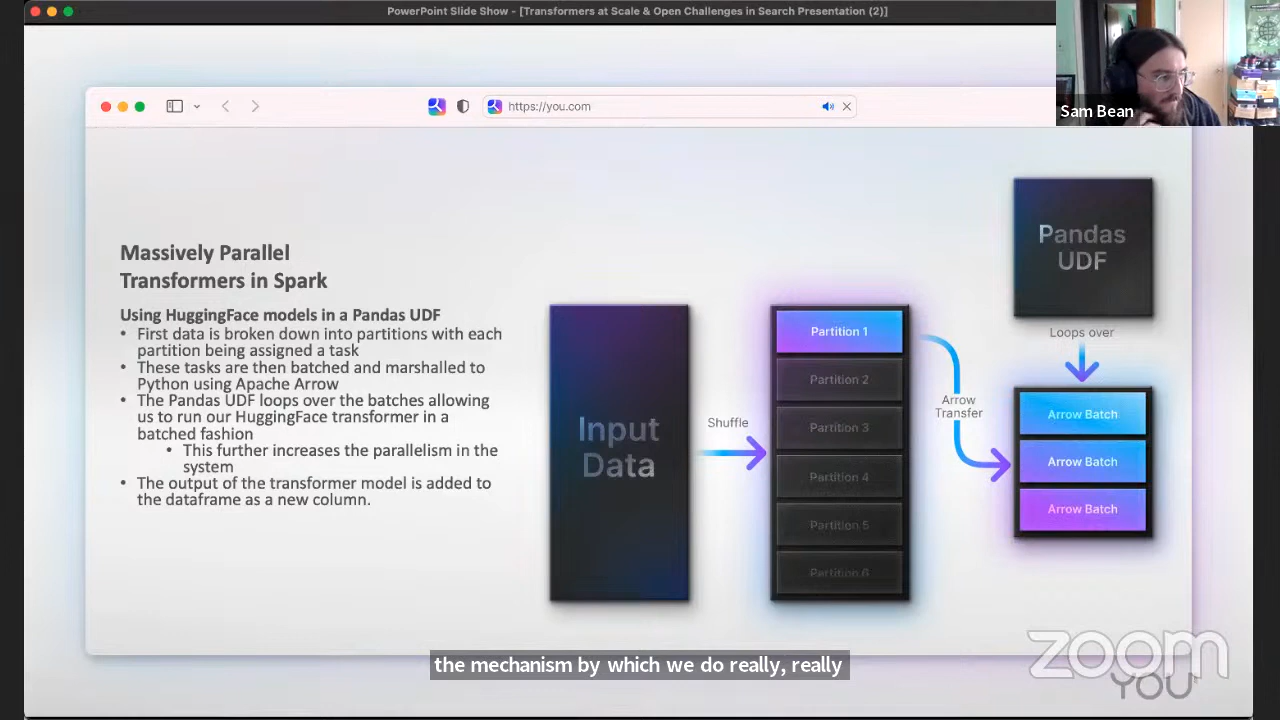 PowerPoint Slide Show - [Transformers at Scale & Open Challenges in Search Presentation (2)]
Sam Bean
https://you.com
Massively Parallel
Transformers in Spark
Using HuggingFace models in a Pandas UDF
• First data is broken down into partitions with each
partition being assigned a task
• These tasks are then batched and marshalled to
Python using Apache Arrow
• The Pandas UDF loops over the batches allowing
us to run our HuggingFace transformer in a
batched fashion
• This further increases the parallelism in the
system
• The output of the transformer model is added to
the dataframe as a new column.
Input
Data
Shuffle
Partition 1
Partition 2
Partition 3
Partition 4
Partition 5
Partition 6
Arrow
Transfer
Pandas
UDF
Loops over
Arrow Batch
Arrow Batch
Arrow Batch
the mechanism by which we do really, really
zoom
YOU